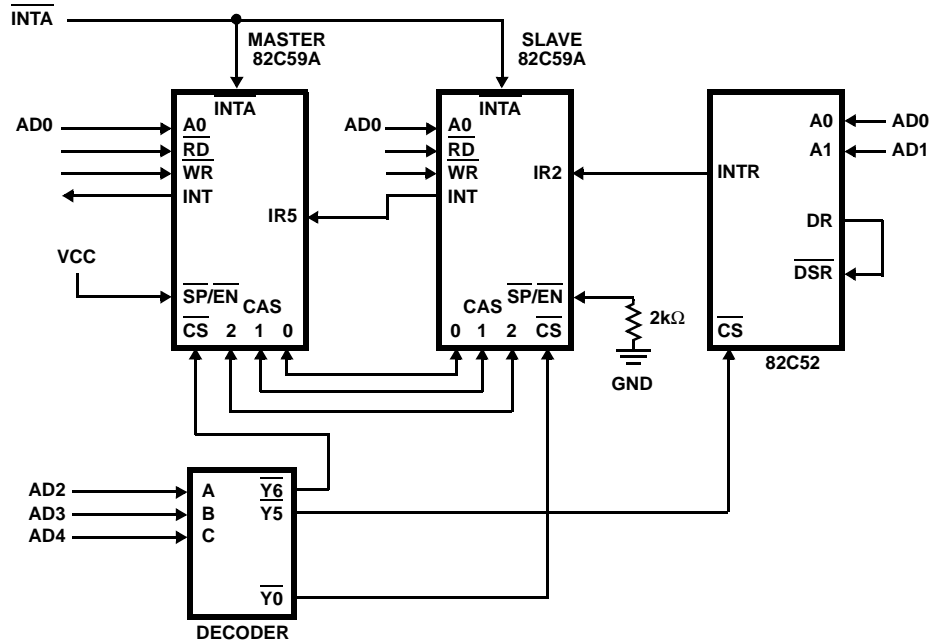 INTA
MASTER
82C59A
SLAVE
82C59A
INTA
INTA
AD0
A0
RD
WR
INT
IR5
VCC
SP/EN
CAS
CS 2 1 0
AD0
A0
RD
WR
INT
IR2
SP/EN
CAS
0 1 2 CS
2kΩ
GND
A0
AD0
A1
AD1
INTR
DR
DSR
CS
82C52
AD2
AD3
AD4
A
B
C
Y6
Y5
Y0
DECODER